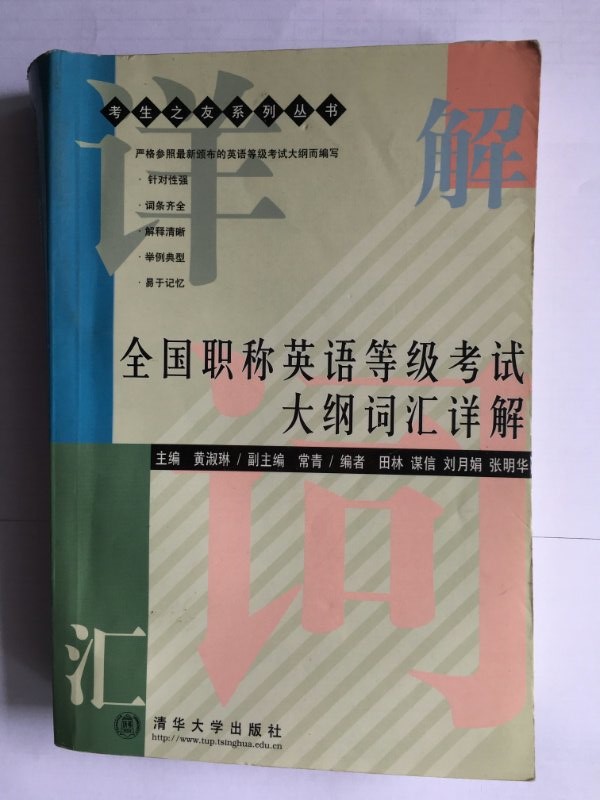 考生之友系列丛书
详
解
严格参照最新颁布的英语等级考试大纲而编写
·针对性强
·词条齐全
·解释清晰
·举例典型
·易于记忆
全国职称英语等级考试
大纲词汇详解
主编 黄淑琳/副主编 常青/编者 田林 谋信 刘月娟 张明华
词
汇
清华大学出版社
http://www.tup.tsinghua.edu.cn